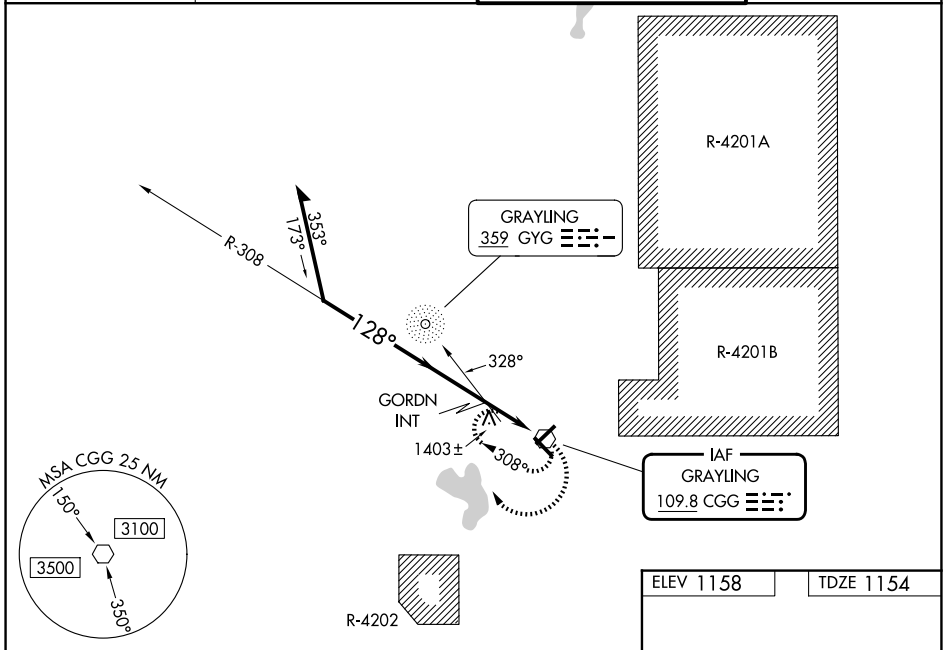 R-4201A
GRAYLING
359 GYG
353°
173°
R-308
128°
R-4201B
328°
GORDN
INT
1403±
308°
IAF
GRAYLING
109.8 CGG
MSA CGG 25 NM
150°
3100
3500
350°
R-4202
ELEV 1158
TDZE 1154